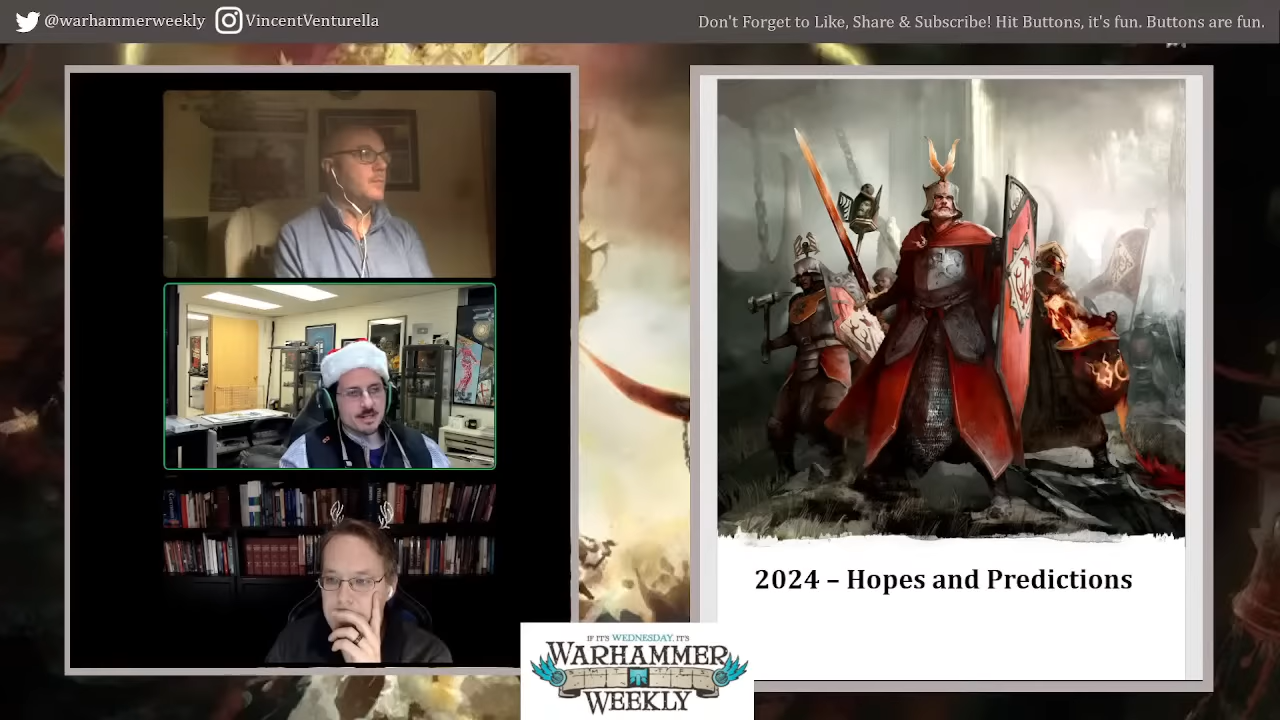 @warhammerweekly VincentVenturella
Don't Forget to Like, Share & Subscribe! Hit Buttons, it's fun. Buttons are fun.
2024 – Hopes and Predictions
IF IT'S WEDNESDAY, IT'S
WARHAMMER
WEEKLY